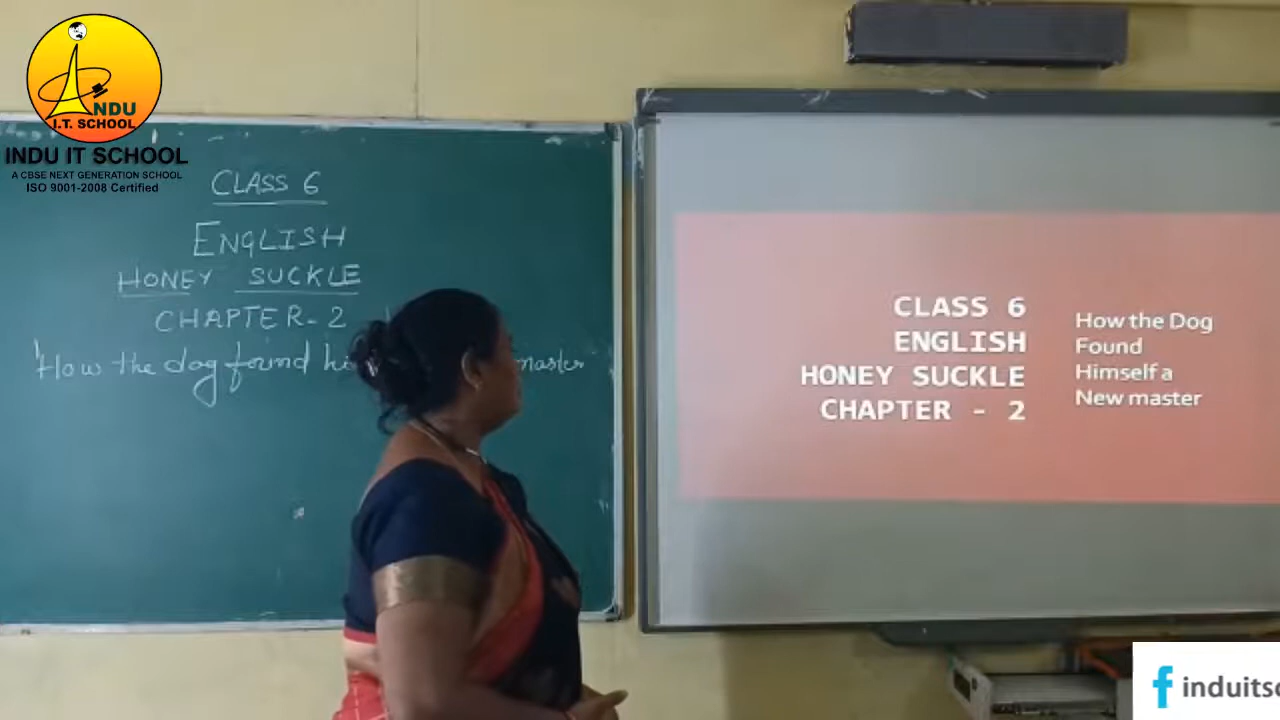 NDU
I.T. SCHOOL
INDU IT SCHOOL
A CBSE NEXT GENERATION SCHOOL
ISO 9001-2008 Certified
CLASS 6
ENGLISH
HONEY SUCKLE
CHAPTER-2
"How the dog found master"
CLASS 6
ENGLISH
HONEY SUCKLE
CHAPTER - 2
How the Dog
Found
Himself a
New master
f induitsc